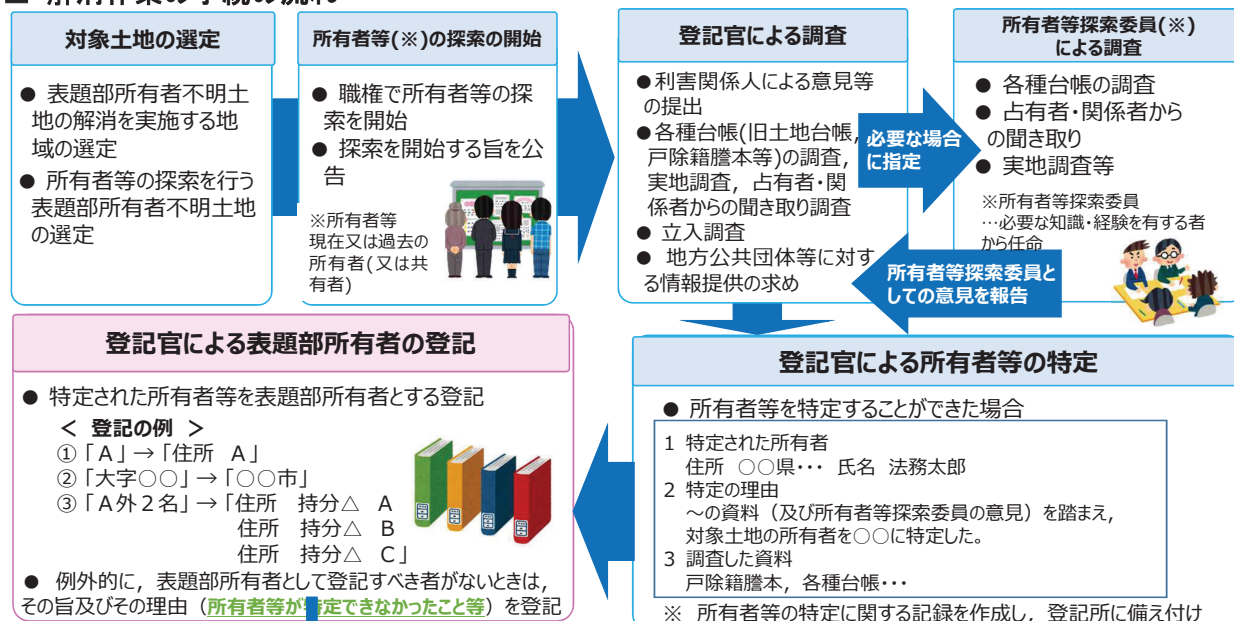 対象土地の選定
● 表題部所有者不明土
地の解消を実施する地
域の選定
● 所有者等の探索を行う
表題部所有者不明土地
の選定
所有者等(※)の探索の開始
● 職権で所有者等の探
索を開始
● 探索を開始する旨を公
告
※所有者等
現在又は過去の
所有者(又は共
有者)
登記官による調査
●利害関係人による意見等
の提出
●各種台帳(旧土地台帳，
戸除籍謄本等)の調査，
実地調査，占有者・関
係者からの聞き取り調査
● 立入調査
● 地方公共団体等に対す
る情報提供の求め
必要な場合
に指定
所有者等探索委員(※)
による調査
● 各種台帳の調査
● 占有者・関係者から
の聞き取り
● 実地調査等
※所有者等探索委員
…必要な知識・経験を有する者
から任命
所有者等探索委員と
しての意見を報告
登記官による所有者等の特定
● 所有者等を特定することができた場合
1 特定された所有者
住所 ○○県･･･ 氏名 法務太郎
2 特定の理由
～の資料（及び所有者等探索委員の意見）を踏まえ，
対象土地の所有者を○○に特定した。
3 調査した資料
戸除籍謄本，各種台帳･･･
※ 所有者等の特定に関する記録を作成し，登記所に備え付け
登記官による表題部所有者の登記
● 特定された所有者等を表題部所有者とする登記
＜ 登記の例 ＞
①「A」→「住所 A」
②「大字○○」→「○○市」
③「A外２名」→「住所 持分△ A
住所 持分△ B
住所 持分△ C」
● 例外的に，表題部所有者として登記すべき者がないときは，
その旨及びその理由（所有者等が特定できなかったこと等）を登記